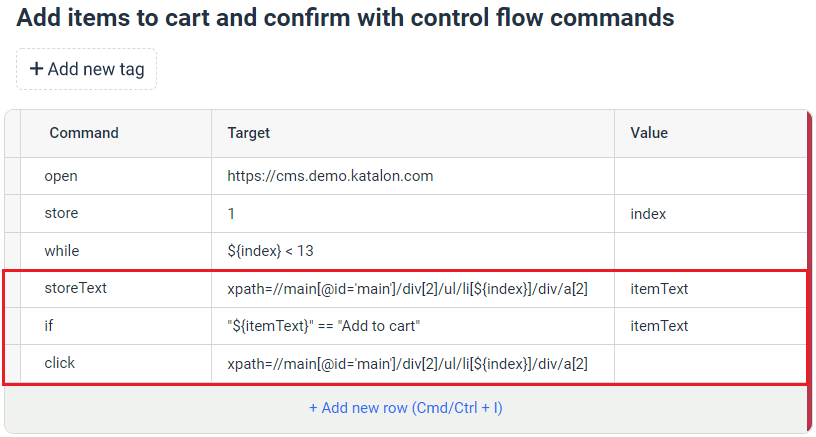 Add items to cart and confirm with control flow commands
+ Add new tag
Command Target Value
open https://cms.demo.katalon.com
store 1 index
while ${index} < 13
storeText xpath=//main[@id='main']/div[2]/ul/li[${index}]/div/a[2] itemText
if "${itemText}" == "Add to cart" itemText
click xpath=//main[@id='main']/div[2]/ul/li[${index}]/div/a[2]
+ Add new row (Cmd/Ctrl + I)